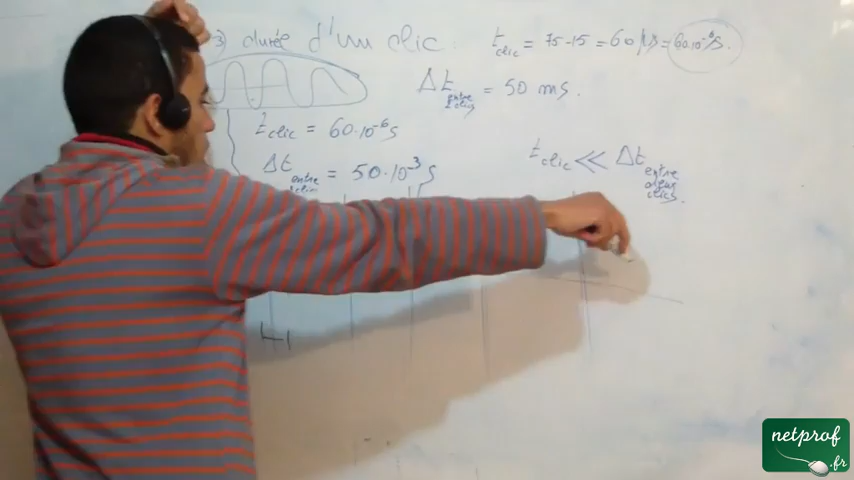 3) durée d'un clic. t clic = 75-15 = 60 µs = 60.10⁻⁶ s.
Δt entre 2 clics = 50 ms.
t clic = 60.10⁻⁶ s
Δt entre clics = 50.10⁻³ s
t clic << Δt entre deux clics.
netprof
.fr